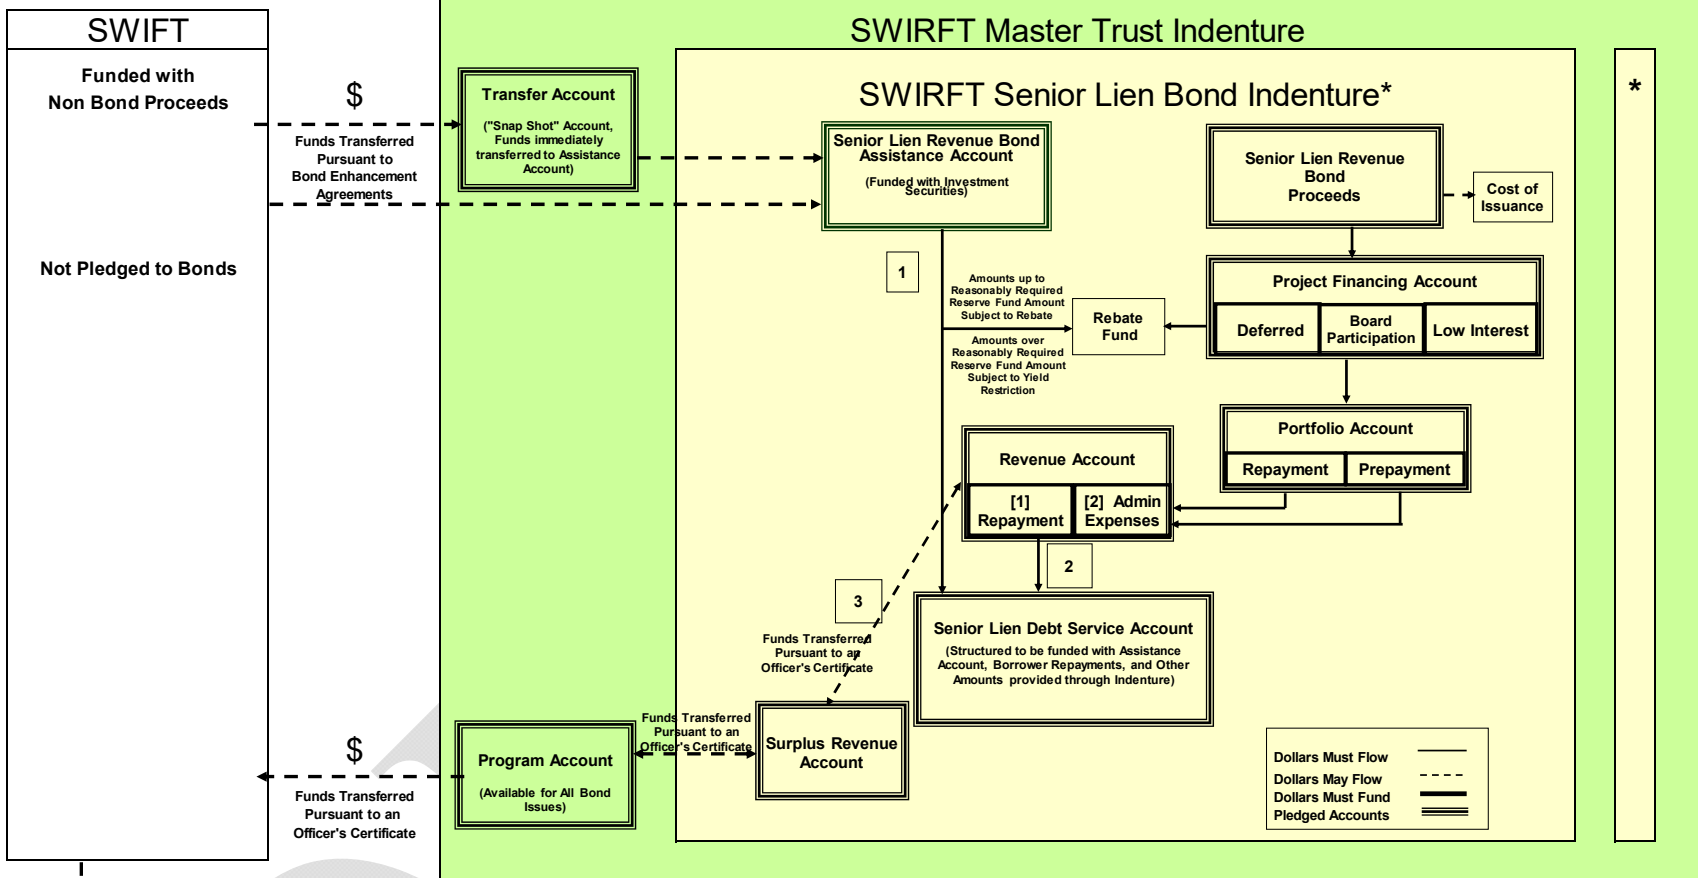 SWIFT
Funded with
Non Bond Proceeds
Not Pledged to Bonds
$
Funds Transferred
Pursuant to
Bond Enhancement
Agreements
SWIRFT Master Trust Indenture
Transfer Account
("Snap Shot" Account,
Funds immediately
transferred to Assistance
Account)
SWIRFT Senior Lien Bond Indenture*
*
Senior Lien Revenue Bond
Assistance Account
(Funded with Investment
Securities)
Senior Lien Revenue
Bond
Proceeds
Cost of
Issuance
1
Amounts up to
Reasonably Required
Reserve Fund Amount
Subject to Rebate
Amounts over
Reasonably Required
Reserve Fund Amount
Subject to Yield
Restriction
Rebate
Fund
Project Financing Account
Deferred
Board
Participation
Low Interest
Portfolio Account
Repayment
Prepayment
Revenue Account
[1]
Repayment
[2] Admin
Expenses
2
3
Funds Transferred
Pursuant to an
Officer's Certificate
Senior Lien Debt Service Account
(Structured to be funded with Assistance
Account, Borrower Repayments, and Other
Amounts provided through Indenture)
Surplus Revenue
Account
Funds Transferred
Pursuant to an
Officer's Certificate
Program Account
(Available for All Bond
Issues)
$
Funds Transferred
Pursuant to an
Officer's Certificate
Dollars Must Flow
Dollars May Flow
Dollars Must Fund
Pledged Accounts